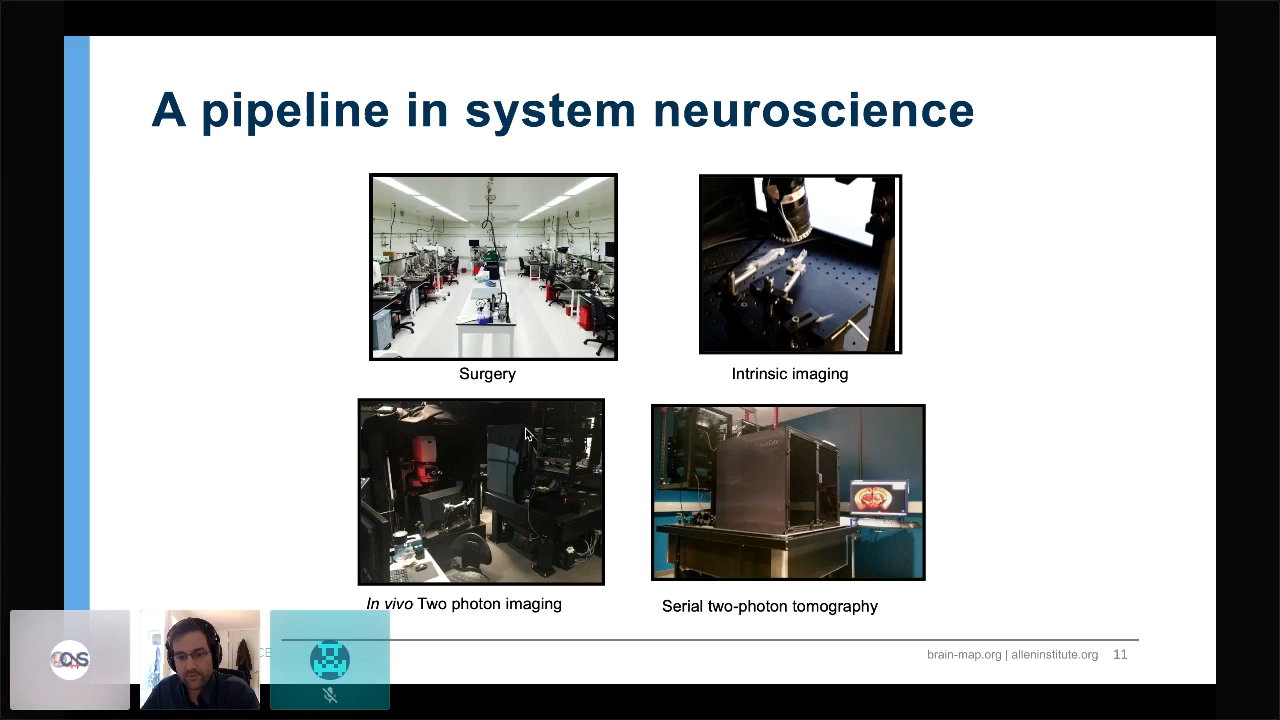 A pipeline in system neuroscience
Surgery
Intrinsic imaging
In vivo Two photon imaging
Serial two-photon tomography
CE
brain-map.org | alleninstitute.org 11